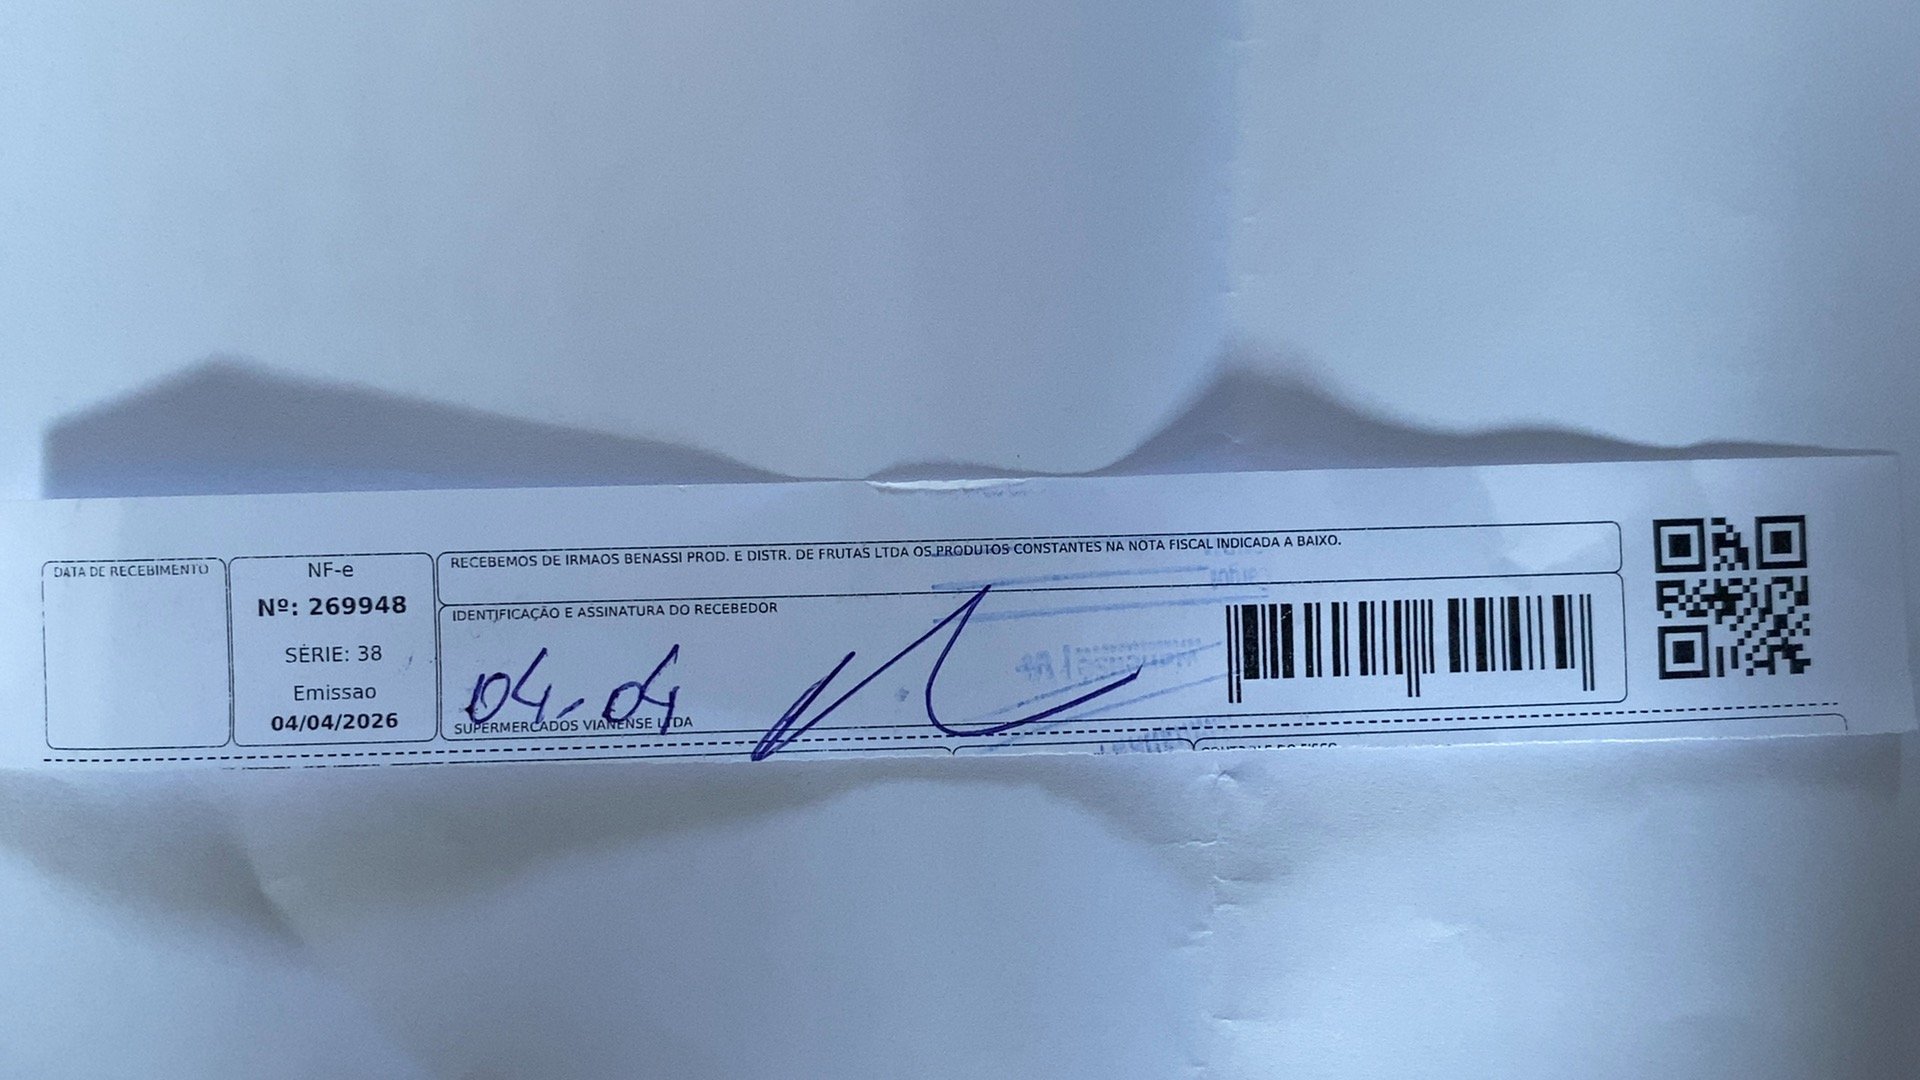 DATA DE RECEBIMENTO
NF-e
Nº: 269948
SÉRIE: 38
Emissao
04/04/2026
RECEBEMOS DE IRMAOS BENASSI PROD. E DISTR. DE FRUTAS LTDA OS PRODUTOS CONSTANTES NA NOTA FISCAL INDICADA A BAIXO.
IDENTIFICAÇÃO E ASSINATURA DO RECEBEDOR
04-04
SUPERMERCADOS VIANENSE LTDA